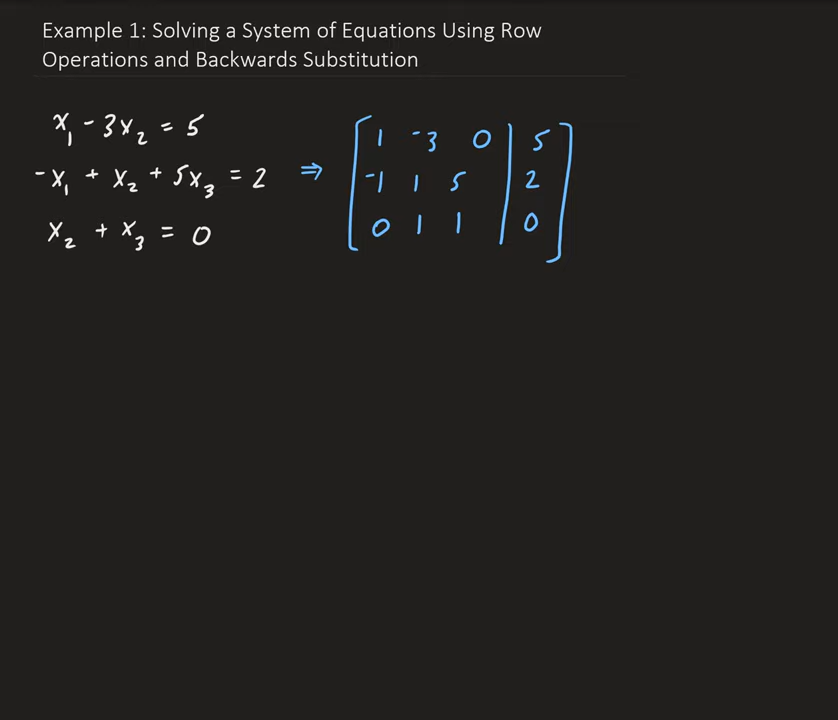 Example 1: Solving a System of Equations Using Row
Operations and Backwards Substitution
x₁ - 3x₂ = 5
-x₁ + x₂ + 5x₃ = 2
x₂ + x₃ = 0
⇒
1 -3 0 | 5
-1 1 5 | 2
0 1 1 | 0